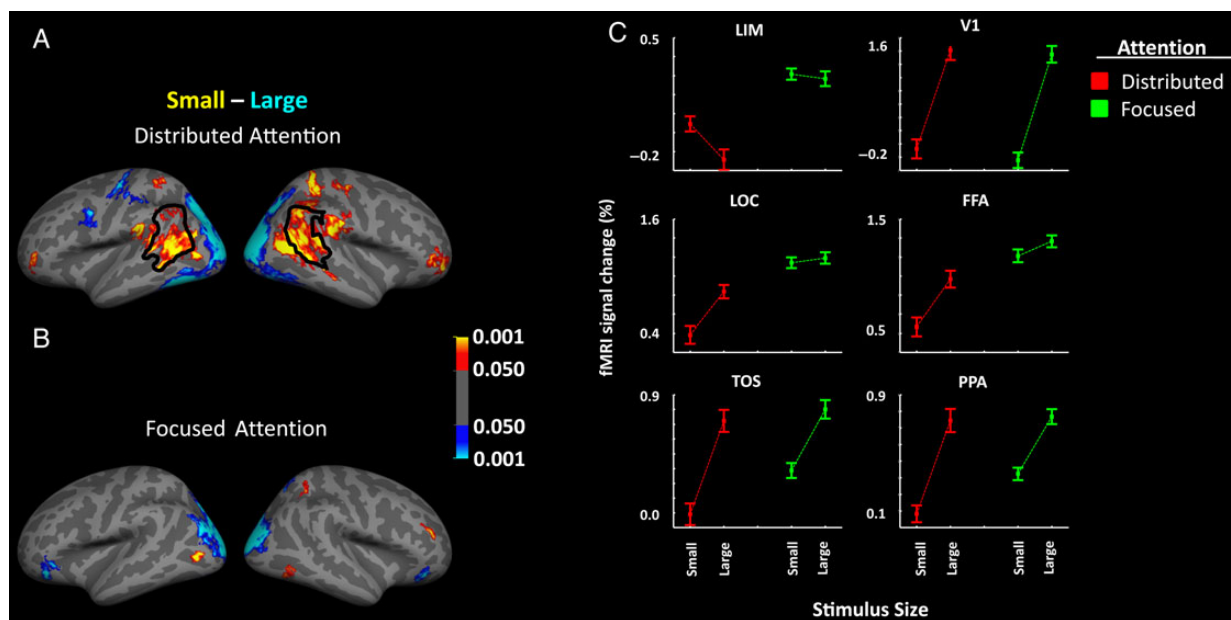 A
Small – Large
Distributed Attention
B
0.001
0.050
0.050
0.001
Focused Attention
C
fMRI signal change (%)
LIM
0.5
–0.2
V1
1.6
–0.2
Attention
Distributed
Focused
LOC
1.6
0.4
FFA
1.5
0.5
TOS
0.9
0.0
PPA
0.9
0.1
Small
Large
Small
Large
Small
Large
Small
Large
Stimulus Size